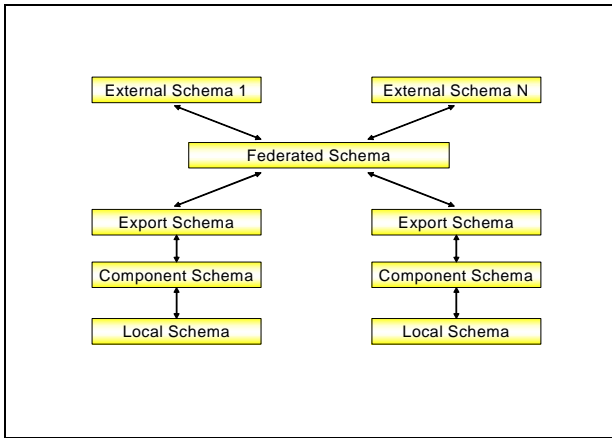 External Schema 1
External Schema N
Federated Schema
Export Schema
Export Schema
Component Schema
Component Schema
Local Schema
Local Schema